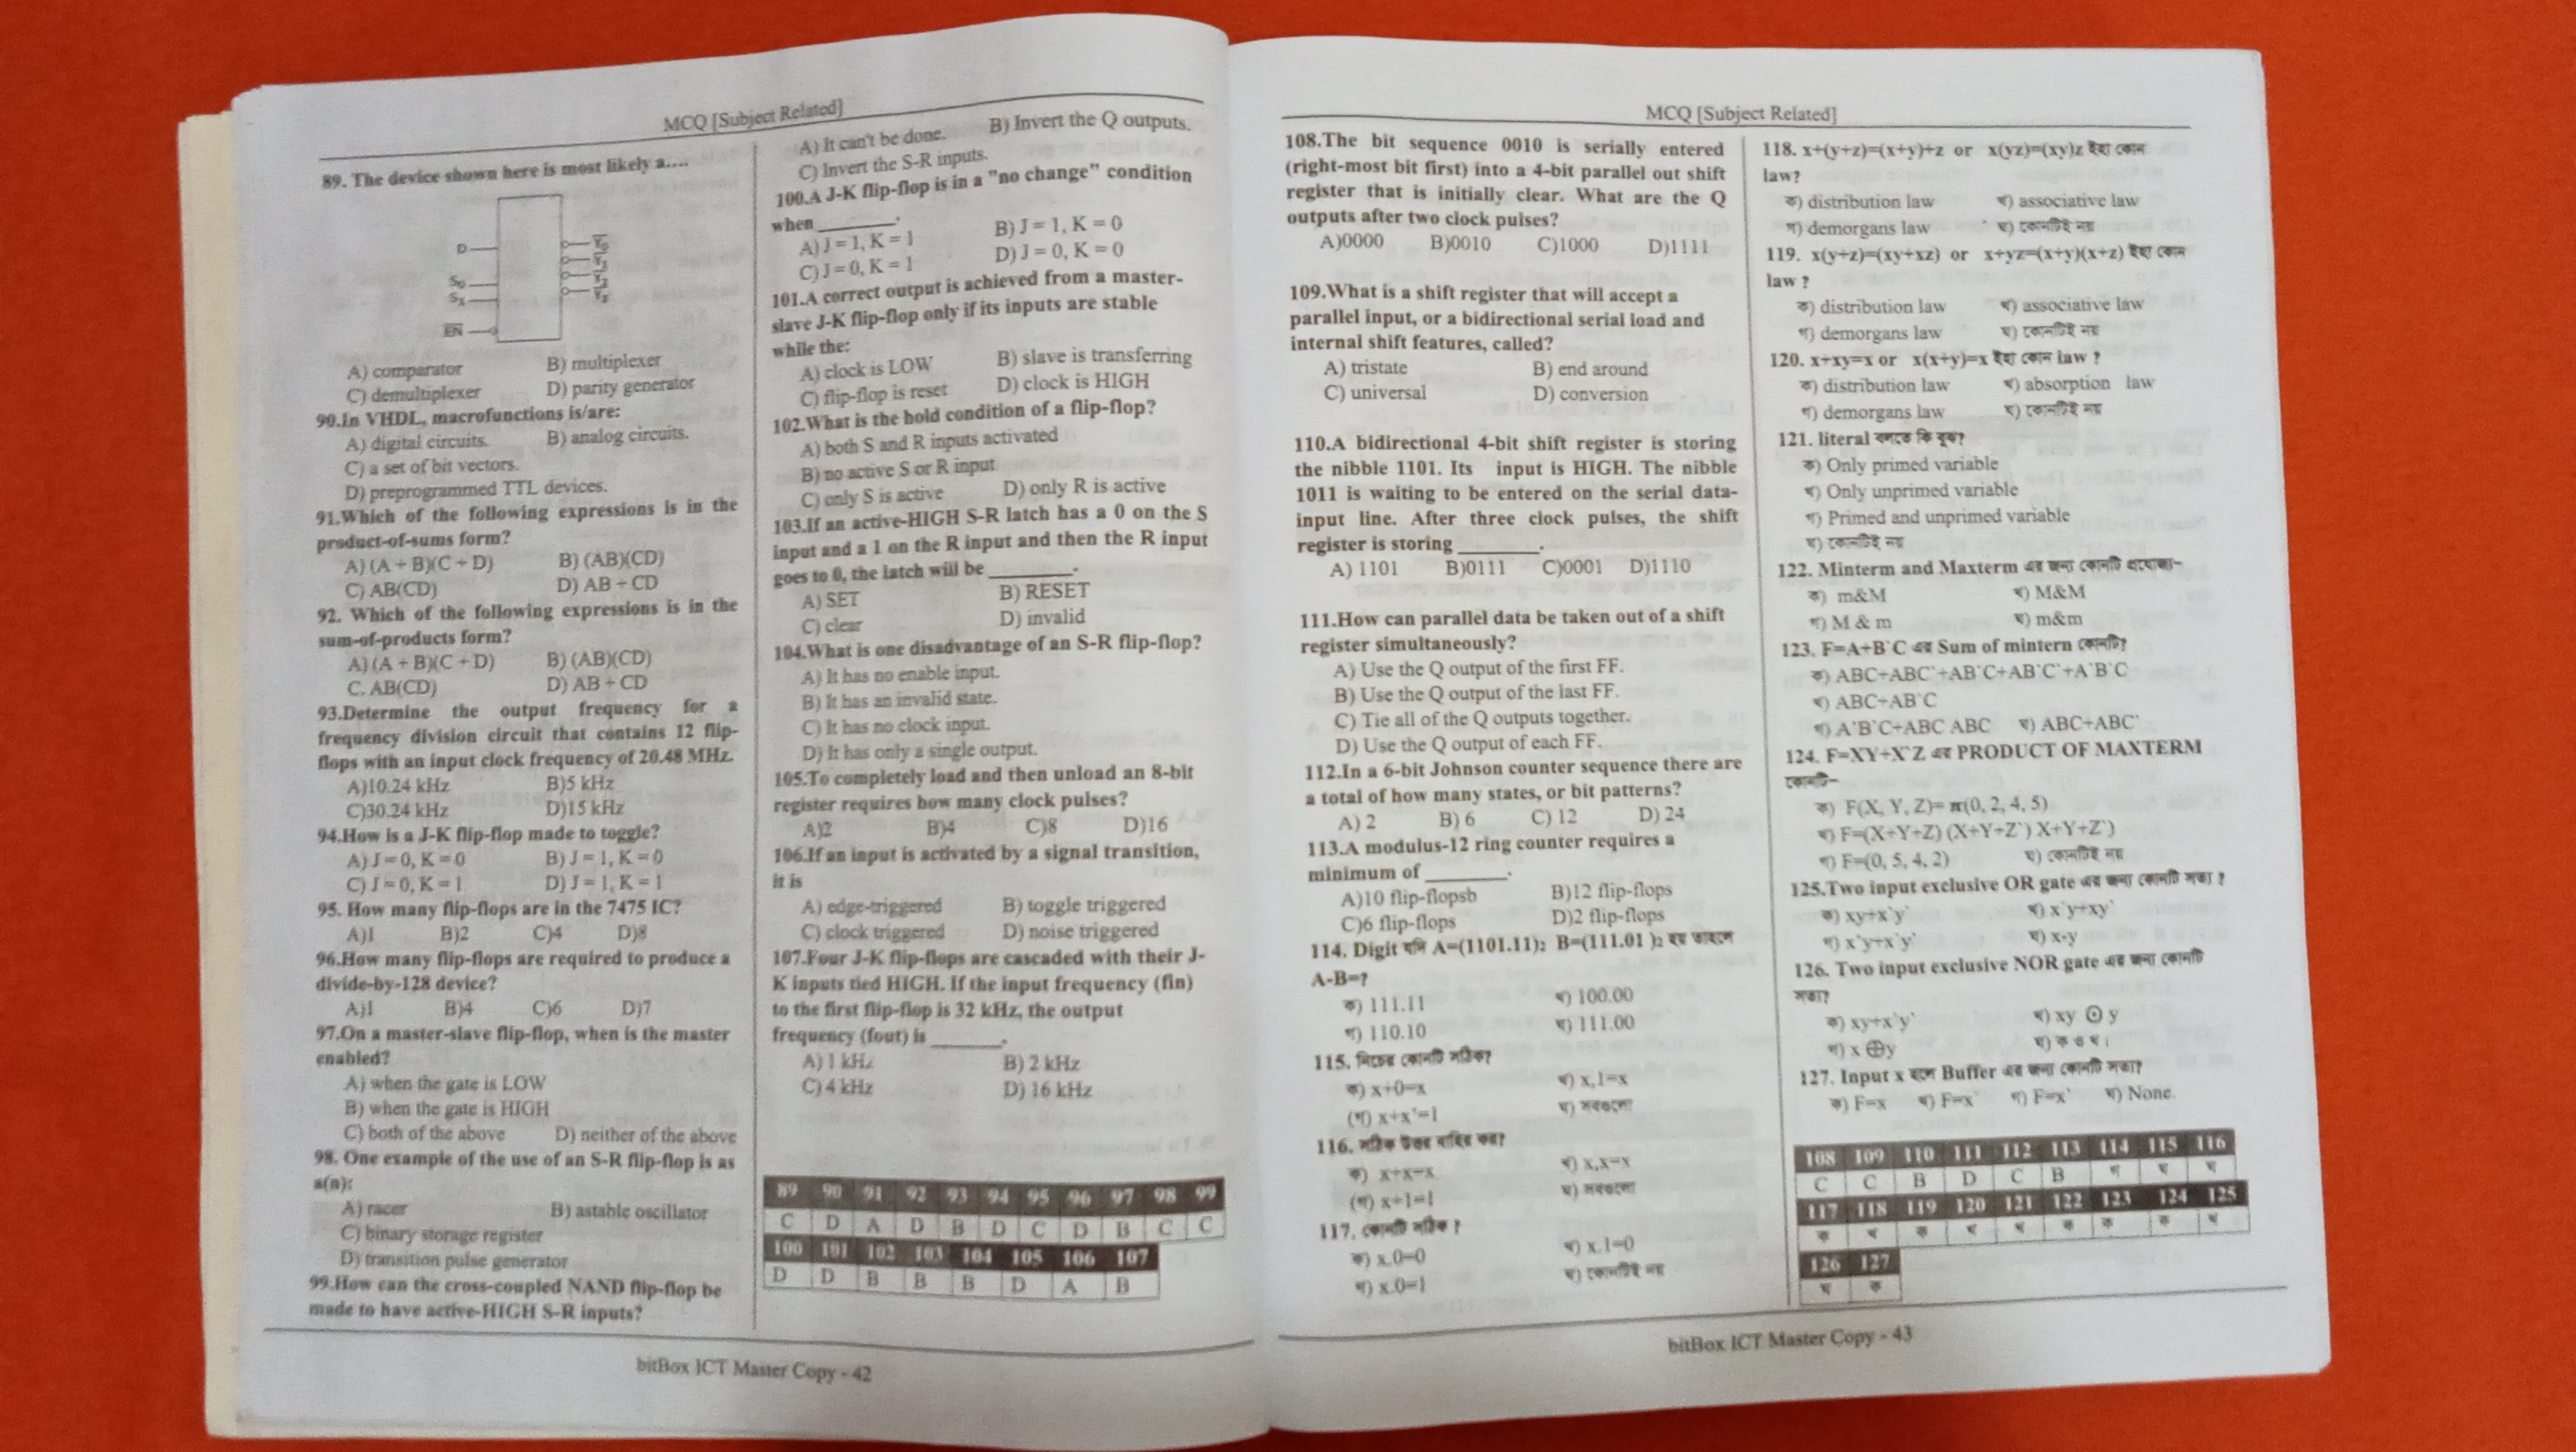 MCQ [Subject Related]
89. The device shown here is most likely a....
D
S₀
S₁
EN
Y₀
Y₁
Y₂
Y₃
A) comparator B) multiplexer
C) demultiplexer D) parity generator
90.In VHDL, macrofunctions is/are:
A) digital circuits. B) analog circuits.
C) a set of bit vectors.
D) preprogrammed TTL devices.
91.Which of the following expressions is in the
product-of-sums form?
A) (A + B)(C + D) B) (AB)(CD)
C) AB(CD) D) AB + CD
92. Which of the following expressions is in the
sum-of-products form?
A) (A + B)(C + D) B) (AB)(CD)
C. AB(CD) D) AB + CD
93.Determine the output frequency for a
frequency division circuit that contains 12 flip-
flops with an input clock frequency of 20.48 MHz.
A)10.24 kHz B)5 kHz
C)30.24 kHz D)15 kHz
94.How is a J-K flip-flop made to toggle?
A) J = 0, K = 0 B) J = 1, K = 0
C) J = 0, K = 1 D) J = 1, K = 1
95. How many flip-flops are in the 7475 IC?
A)1 B)2 C)4 D)8
96.How many flip-flops are required to produce a
divide-by-128 device?
A)1 B)4 C)6 D)7
97.On a master-slave flip-flop, when is the master
enabled?
A) when the gate is LOW
B) when the gate is HIGH
C) both of the above D) neither of the above
98. One example of the use of an S-R flip-flop is as
a(n):
A) racer B) astable oscillator
C) binary storage register
D) transition pulse generator
99.How can the cross-coupled NAND flip-flop be
made to have active-HIGH S-R inputs?
A) It can't be done. B) Invert the Q outputs.
C) Invert the S-R inputs.
100.A J-K flip-flop is in a "no change" condition
when ________.
A) J = 1, K = 1 B) J = 1, K = 0
C) J = 0, K = 1 D) J = 0, K = 0
101.A correct output is achieved from a master-
slave J-K flip-flop only if its inputs are stable
while the:
A) clock is LOW B) slave is transferring
C) flip-flop is reset D) clock is HIGH
102.What is the hold condition of a flip-flop?
A) both S and R inputs activated
B) no active S or R input
C) only S is active D) only R is active
103.If an active-HIGH S-R latch has a 0 on the S
input and a 1 on the R input and then the R input
goes to 0, the latch will be ________.
A) SET B) RESET
C) clear D) invalid
104.What is one disadvantage of an S-R flip-flop?
A) It has no enable input.
B) It has an invalid state.
C) It has no clock input.
D) It has only a single output.
105.To completely load and then unload an 8-bit
register requires how many clock pulses?
A)2 B)4 C)8 D)16
106.If an input is activated by a signal transition,
it is
A) edge-triggered B) toggle triggered
C) clock triggered D) noise triggered
107.Four J-K flip-flops are cascaded with their J-
K inputs tied HIGH. If the input frequency (fin)
to the first flip-flop is 32 kHz, the output
frequency (fout) is ________.
A) 1 kHz B) 2 kHz
C) 4 kHz D) 16 kHz
89 90 91 92 93 94 95 96 97 98 99
C D A D B D C D B C C
100 101 102 103 104 105 106 107
D D B B B D A B
bitBox ICT Master Copy - 42
MCQ [Subject Related]
108.The bit sequence 0010 is serially entered
(right-most bit first) into a 4-bit parallel out shift
register that is initially clear. What are the Q
outputs after two clock pulses?
A)0000 B)0010 C)1000 D)1111
109.What is a shift register that will accept a
parallel input, or a bidirectional serial load and
internal shift features, called?
A) tristate B) end around
C) universal D) conversion
110.A bidirectional 4-bit shift register is storing
the nibble 1101. Its input is HIGH. The nibble
1011 is waiting to be entered on the serial data-
input line. After three clock pulses, the shift
register is storing ________.
A) 1101 B)0111 C)0001 D)1110
111.How can parallel data be taken out of a shift
register simultaneously?
A) Use the Q output of the first FF.
B) Use the Q output of the last FF.
C) Tie all of the Q outputs together.
D) Use the Q output of each FF.
112.In a 6-bit Johnson counter sequence there are
a total of how many states, or bit patterns?
A) 2 B) 6 C) 12 D) 24
113.A modulus-12 ring counter requires a
minimum of ________.
A)10 flip-flopsb B)12 flip-flops
C)6 flip-flops D)2 flip-flops
114. Digit যদি A=(1101.11)₂ B=(111.01 )₂ হয় তাহলে
A-B=?
ক) 111.11 খ) 100.00
গ) 110.10 ঘ) 111.00
115. নিচের কোনটি সঠিক?
ক) x+0=x খ) x,1=x
(গ) x+x'=1 ঘ) সবগুলো
116. সঠিক উত্তর বাহির কর?
ক) x+x=x খ) x,x=x
(গ) x+1=1 ঘ) সবগুলো
117. কোনটি সঠিক ?
ক) x.0=0 খ) x.1=0
গ) x.0=1 ঘ) কোনটিই নয়
118. x+(y+z)=(x+y)+z or x(yz)=(xy)z ইহা কোন
law?
ক) distribution law খ) associative law
গ) demorgans law ঘ) কোনটিই নয়
119. x(y+z)=(xy+xz) or x+yz=(x+y)(x+z) ইহা কোন
law ?
ক) distribution law খ) associative law
গ) demorgans law ঘ) কোনটিই নয়
120. x+xy=x or x(x+y)=x ইহা কোন law ?
ক) distribution law খ) absorption law
গ) demorgans law ঘ) কোনটিই নয়
121. literal বলতে কি বুঝ?
ক) Only primed variable
খ) Only unprimed variable
গ) Primed and unprimed variable
ঘ) কোনটিই নয়
122. Minterm and Maxterm এর জন্য কোনটি প্রযোজ্য-
ক) m&M খ) M&M
গ) M & m ঘ) m&m
123. F=A+B`C এর Sum of mintern কোনটি?
ক) ABC+ABC`+AB`C+AB`C`+A`B`C
খ) ABC+AB`C
গ) A`B`C+ABC ABC ঘ) ABC+ABC`
124. F=XY+X`Z এর PRODUCT OF MAXTERM
কোনটি-
ক) F(X, Y, Z)= π(0, 2, 4, 5)
খ) F=(X+Y+Z) (X+Y+Z`) X+Y+Z`)
গ) F=(0, 5, 4, 2) ঘ) কোনটিই নয়
125.Two input exclusive OR gate এর জন্য কোনটি সত্য ?
ক) xy+x`y` খ) x`y+xy`
গ) x`y+x`y` ঘ) x-y
126. Two input exclusive NOR gate এর জন্য কোনটি
সত্য?
ক) xy+x`y` খ) xy ⊙ y
গ) x ⊕y ঘ) ক ও খ।
127. Input x হলে Buffer এর জন্য কোনটি সত্য?
ক) F=x খ) F=x` গ) F=x' ঘ) None.
108 109 110 111 112 113 114 115 116
C C B D C B গ ঘ ঘ
117 118 119 120 121 122 123 124 125
ক খ ক খ ক ক ক খ
126 127
ঘ ক
bitBox ICT Master Copy - 43